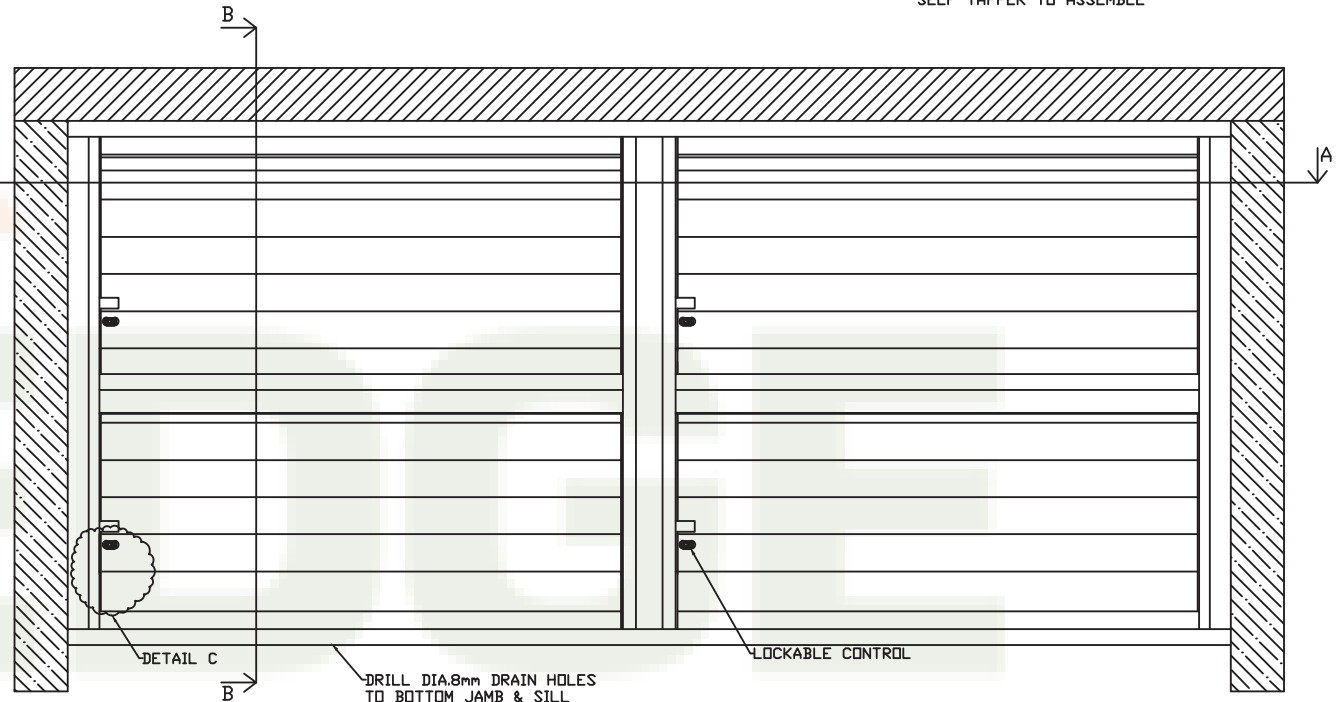 SELF TAPPER TO ASSEMBLE
B
A
DETAIL C
LOCKABLE CONTROL
DRILL DIA.8mm DRAIN HOLES
TO BOTTOM JAMB & SILL
B